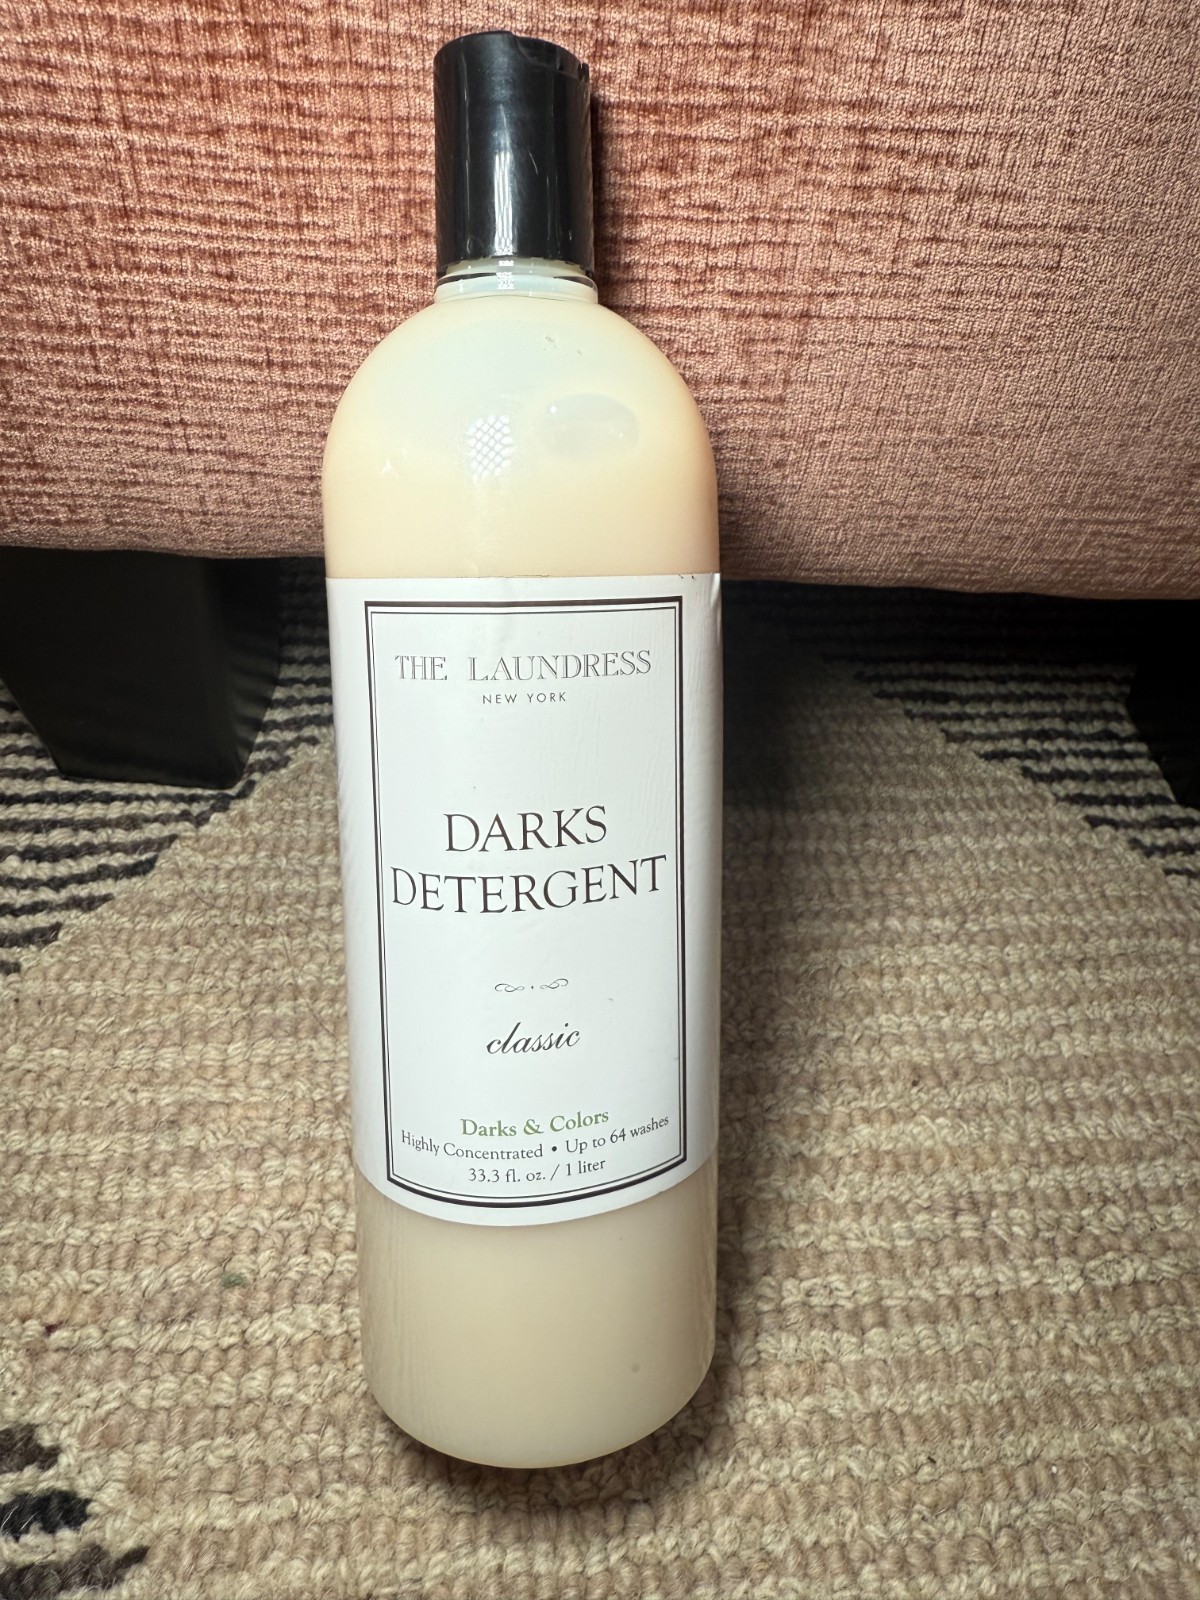 THE LAUNDRESS
NEW YORK
DARKS
DETERGENT
classic
Darks & Colors
Highly Concentrated • Up to 64 washes
33.3 fl. oz. / 1 liter